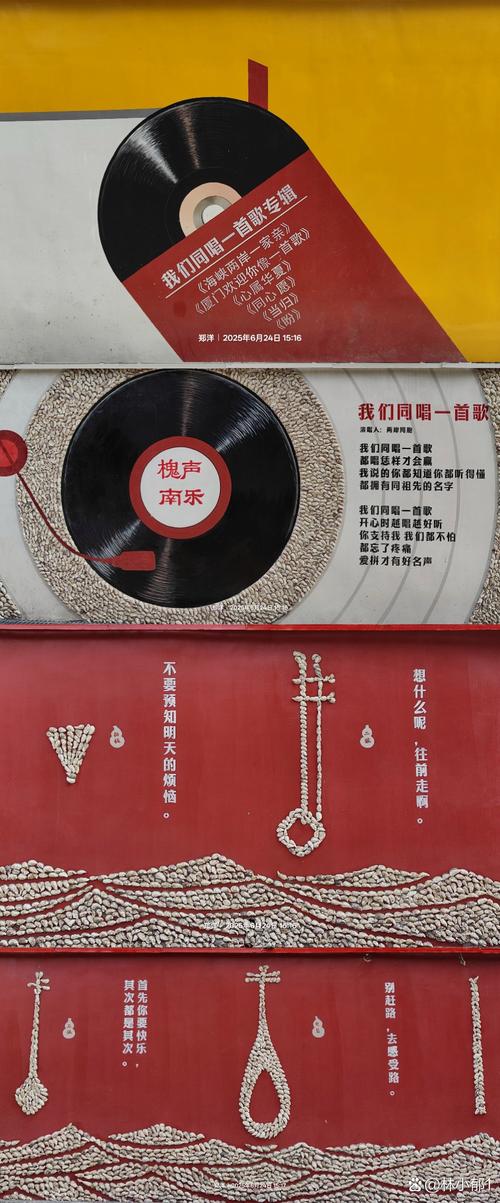 我们同唱一首歌专辑
《海峡两岸一家亲》
《厦门欢迎你像一首歌》
《心属华夏》
《同心愿》
《当归》
《盼》
郑洋｜2025年6月24日 15:16
槐声
南乐
我们同唱一首歌
演唱人：两岸同胞
我们同唱一首歌
都唱恁样才会赢
我说的你都知道你都听得懂
都拥有同祖先的名字
我们同唱一首歌
开心时越唱越好听
你支持我 我们都不怕
都忘了疼痛
爱拼才有好名声
不要预知明天的烦恼。
想什么呢，往前走啊。
首先你要快乐，
其次都是其次。
别赶路，去感受路。
@林小郁1